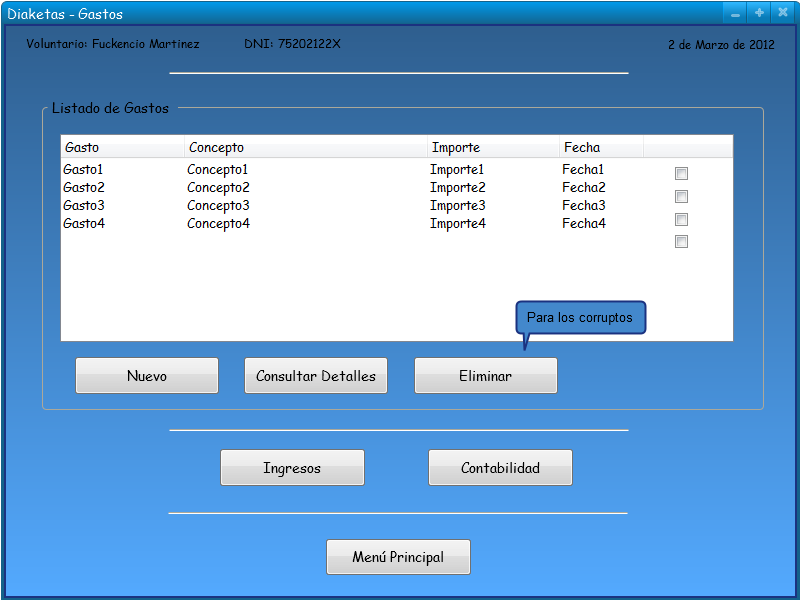 Diaketas - Gastos
Voluntario: Fuckencio Martinez DNI: 75202122X 2 de Marzo de 2012
Listado de Gastos
Gasto Concepto Importe Fecha
Gasto1 Concepto1 Importe1 Fecha1
Gasto2 Concepto2 Importe2 Fecha2
Gasto3 Concepto3 Importe3 Fecha3
Gasto4 Concepto4 Importe4 Fecha4
Para los corruptos
Nuevo Consultar Detalles Eliminar
Ingresos Contabilidad
Menú Principal